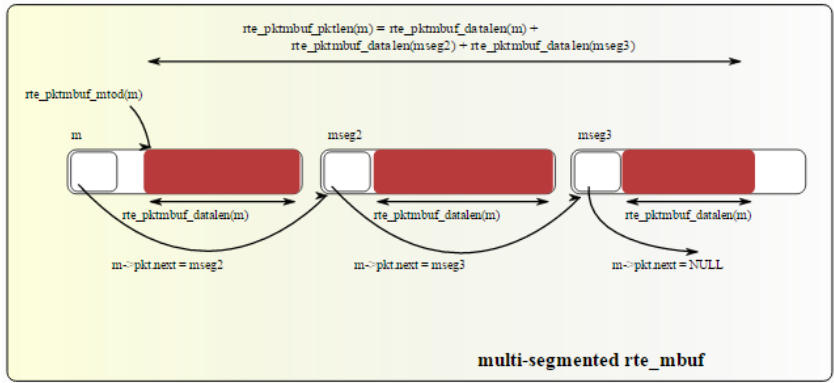 rte_pktmbuf_pktlen(m) = rte_pktmbuf_datalen(m) +
rte_pktmbuf_datalen(mseg2) + rte_pktmbuf_datalen(mseg3)
rte_pktmbuf_mtod(m)
m
mseg2
mseg3
rte_pktmbuf_datalen(m)
rte_pktmbuf_datalen(m)
rte_pktmbuf_datalen(m)
m->pkt.next = mseg2
m->pkt.next = mseg3
m->pkt.next = NULL
multi-segmented rte_mbuf